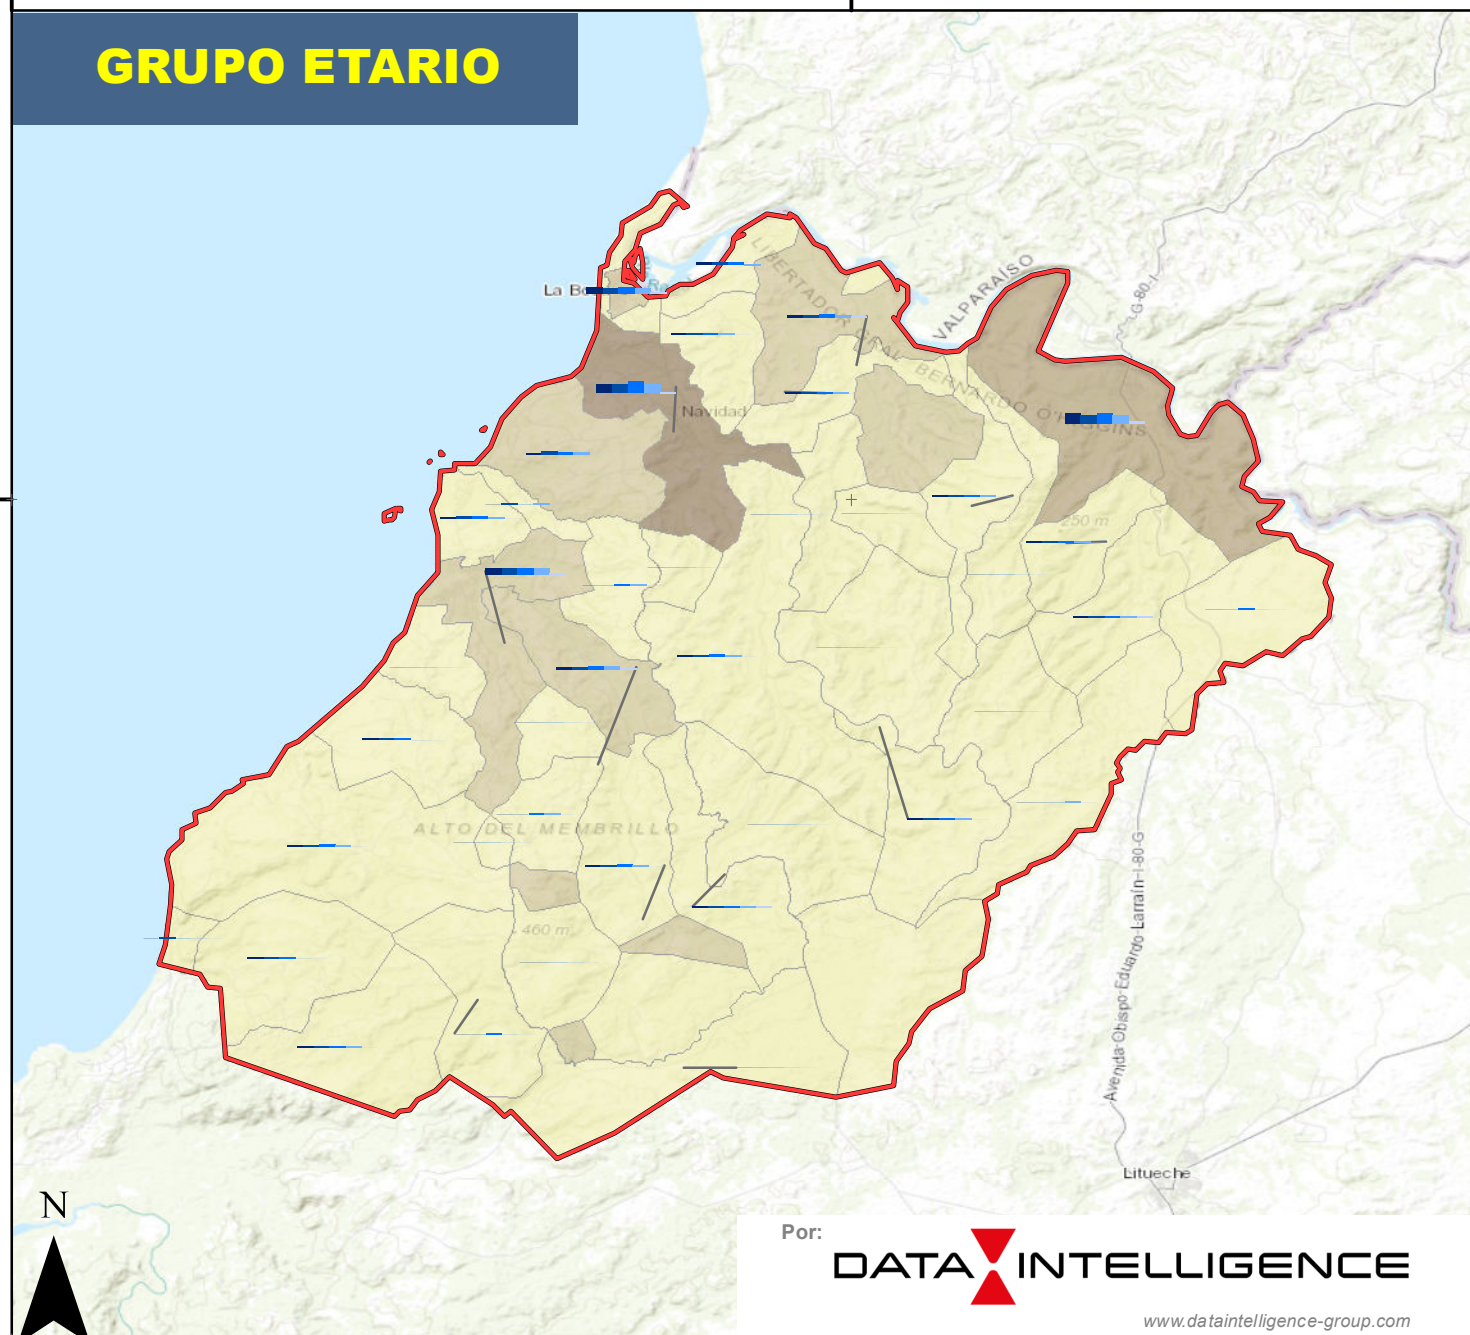 GRUPO ETARIO
VALPARAÍSO
LIBERTADOR GRAL. BERNARDO O'HIGGINS
G-80-I
La Bo
Navidad
250 m
ALTO DEL MEMBRILLO
460 m
Avenida Obispo Eduardo Larraín-I-80-G
Litueche
N
Por:
DATA INTELLIGENCE
www.dataintelligence-group.com